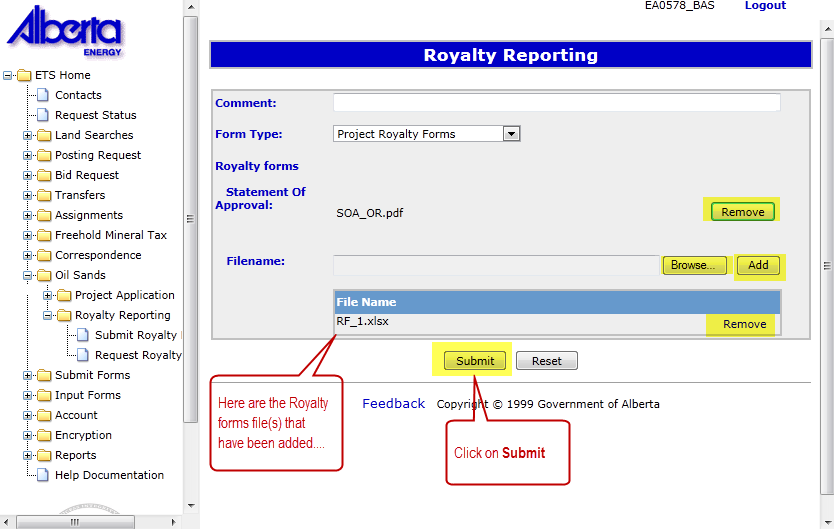 EA0578_BAS Logout
Alberta
ENERGY
ETS Home
Contacts
Request Status
Land Searches
Posting Request
Bid Request
Transfers
Assignments
Freehold Mineral Tax
Correspondence
Oil Sands
Project Application
Royalty Reporting
Submit Royalty
Request Royalty
Submit Forms
Input Forms
Account
Encryption
Reports
Help Documentation
Royalty Reporting
Comment:
Form Type: Project Royalty Forms
Royalty forms
Statement Of
Approval:
SOA_OR.pdf Remove
Filename: Browse... Add
File Name
RF_1.xlsx Remove
Submit Reset
Feedback Copyright © 1999 Government of Alberta
Here are the Royalty
forms file(s) that
have been added....
Click on Submit